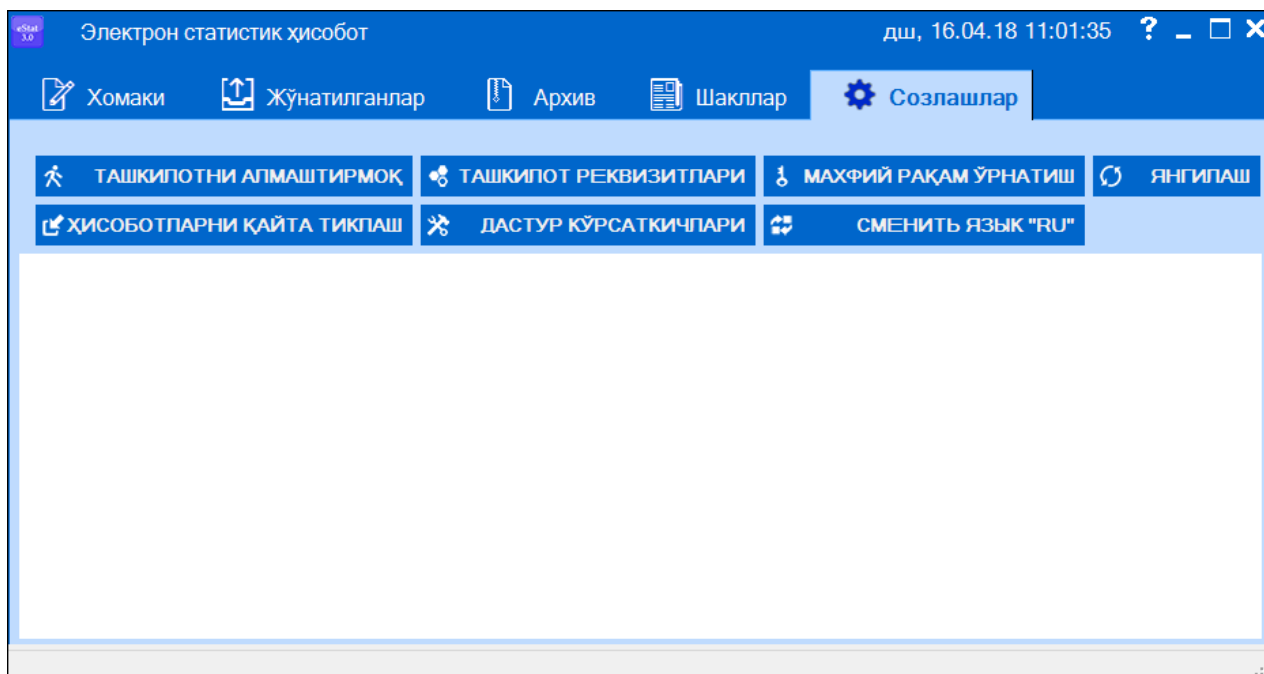 eStat 3.0 Электрон статистик ҳисобот дш, 16.04.18 11:01:35 ?
Хомаки Жўнатилганлар Архив Шакллар Созлашлар
ТАШКИЛОТНИ АЛМАШТИРМОҚ ТАШКИЛОТ РЕКВИЗИТЛАРИ МАХФИЙ РАҚАМ ЎРНАТИШ ЯНГИЛАШ
ҲИСОБОТЛАРНИ ҚАЙТА ТИКЛАШ ДАСТУР КЎРСАТКИЧЛАРИ СМЕНИТЬ ЯЗЫК "RU"